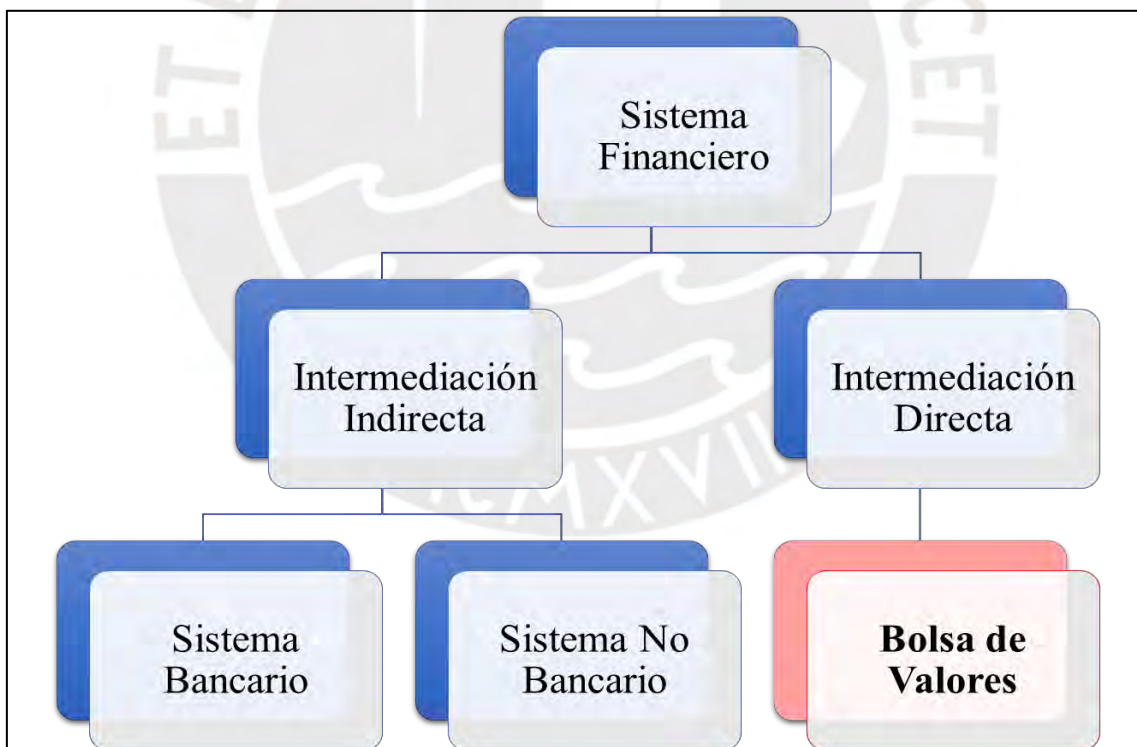 Sistema
Financiero
Intermediación
Indirecta
Intermediación
Directa
Sistema
Bancario
Sistema No
Bancario
Bolsa de
Valores